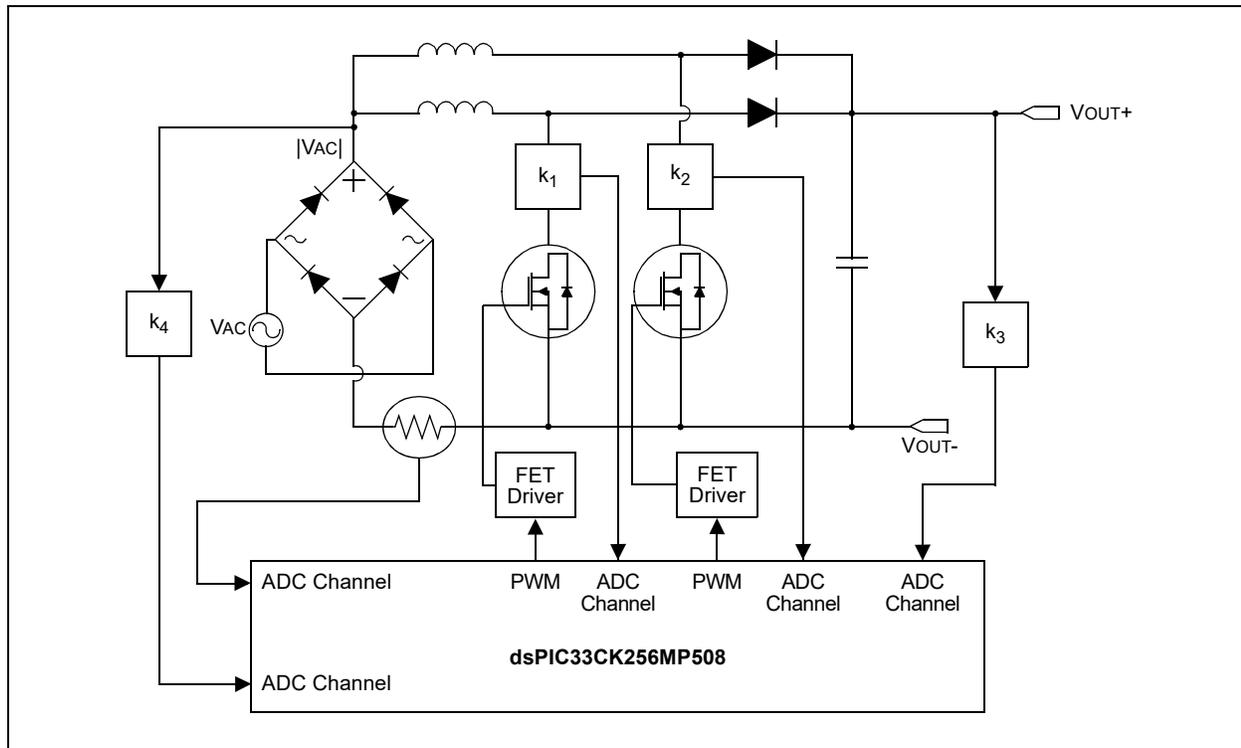 VOUT+
|VAC|
k1
k2
k4
VAC
k3
VOUT-
FET
Driver
FET
Driver
ADC Channel
PWM
ADC
Channel
PWM
ADC
Channel
ADC
Channel
dsPIC33CK256MP508
ADC Channel